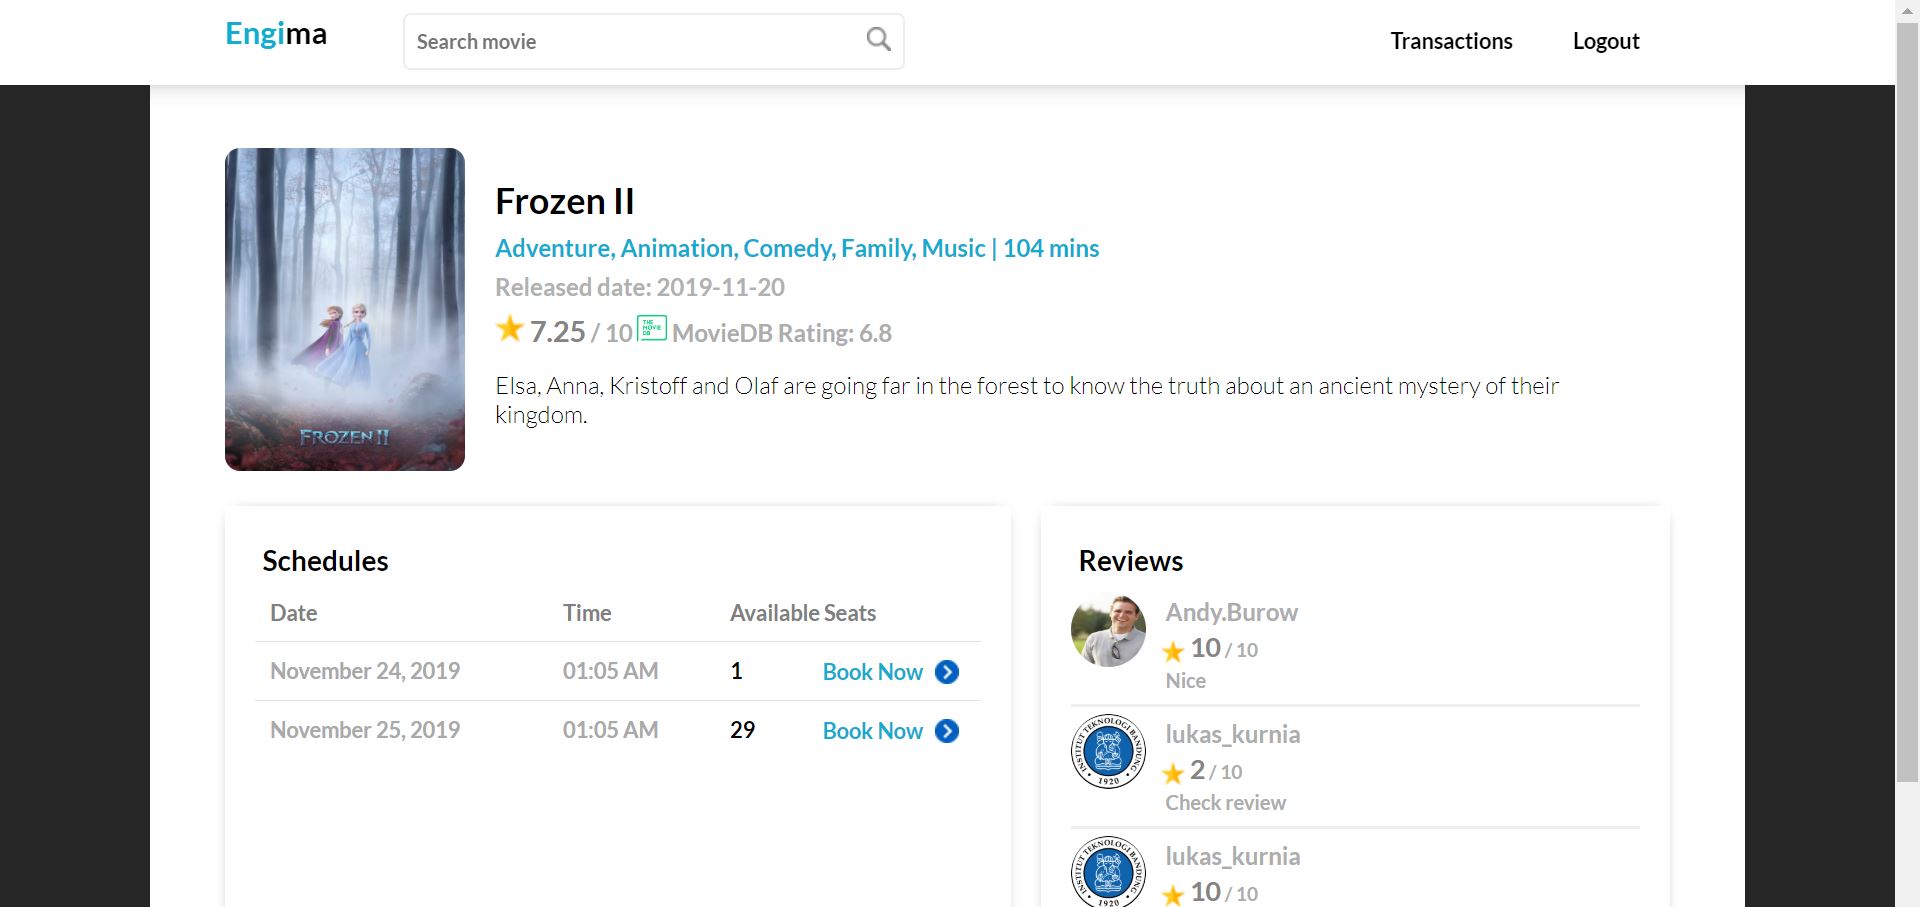 Engima
Search movie
Transactions
Logout
Frozen II
Adventure, Animation, Comedy, Family, Music | 104 mins
Released date: 2019-11-20
7.25 / 10 THE MOVIE DB MovieDB Rating: 6.8
Elsa, Anna, Kristoff and Olaf are going far in the forest to know the truth about an ancient mystery of their
kingdom.
FROZEN II
Schedules
Date Time Available Seats
November 24, 2019 01:05 AM 1 Book Now
November 25, 2019 01:05 AM 29 Book Now
Reviews
Andy.Burow
10 / 10
Nice
INSTITUT TEKNOLOGI BANDUNG
1920
lukas_kurnia
2 / 10
Check review
INSTITUT TEKNOLOGI BANDUNG
1920
lukas_kurnia
10 / 10